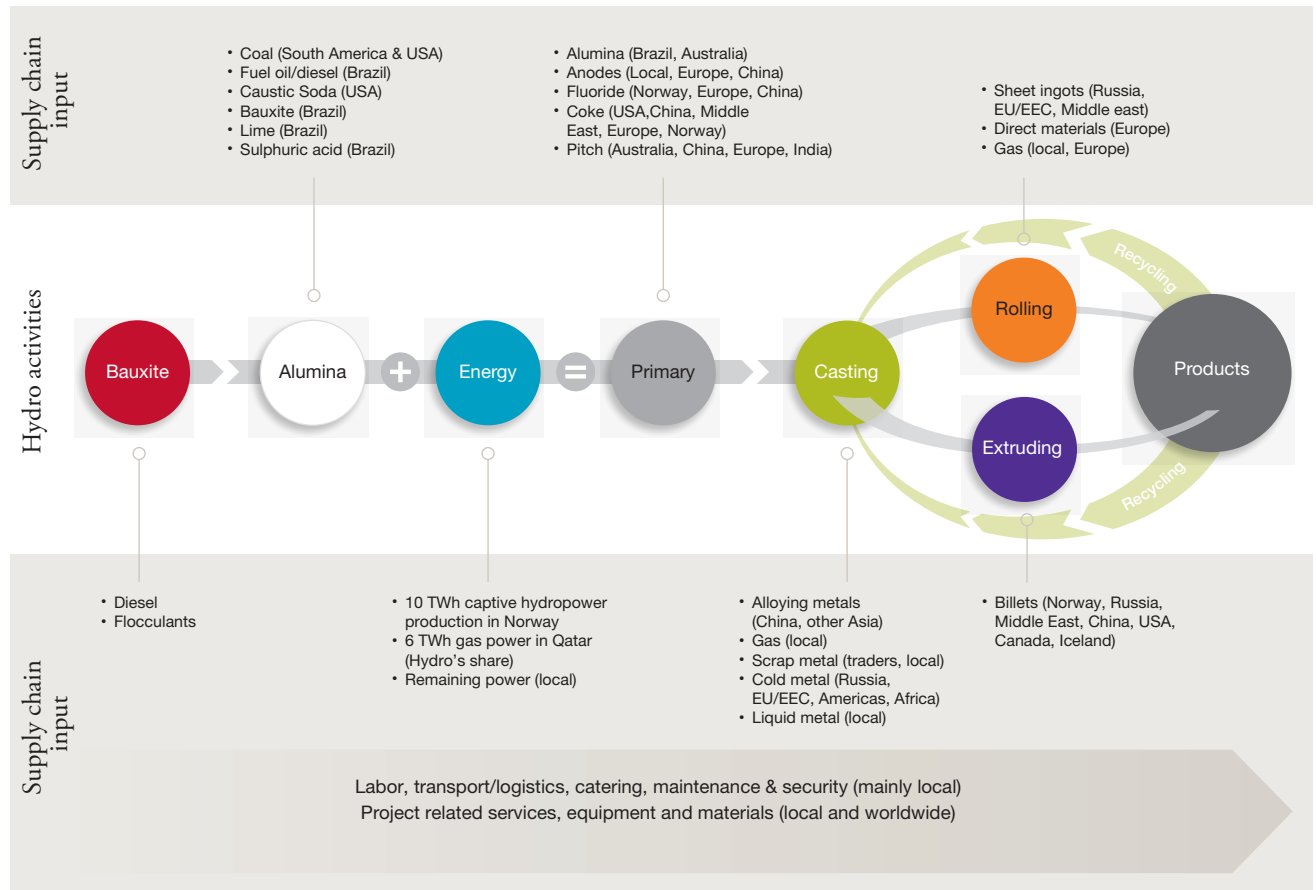 Supply chain
input
• Coal (South America & USA)
• Fuel oil/diesel (Brazil)
• Caustic Soda (USA)
• Bauxite (Brazil)
• Lime (Brazil)
• Sulphuric acid (Brazil)
• Alumina (Brazil, Australia)
• Anodes (Local, Europe, China)
• Fluoride (Norway, Europe, China)
• Coke (USA,China, Middle
East, Europe, Norway)
• Pitch (Australia, China, Europe, India)
• Sheet ingots (Russia,
EU/EEC, Middle east)
• Direct materials (Europe)
• Gas (local, Europe)
Hydro activities
Bauxite
Alumina
+
Energy
=
Primary
Casting
Rolling
Extruding
Recycling
Recycling
Products
Supply chain
input
• Diesel
• Flocculants
• 10 TWh captive hydropower
production in Norway
• 6 TWh gas power in Qatar
(Hydro’s share)
• Remaining power (local)
• Alloying metals
(China, other Asia)
• Gas (local)
• Scrap metal (traders, local)
• Cold metal (Russia,
EU/EEC, Americas, Africa)
• Liquid metal (local)
• Billets (Norway, Russia,
Middle East, China, USA,
Canada, Iceland)
Labor, transport/logistics, catering, maintenance & security (mainly local)
Project related services, equipment and materials (local and worldwide)